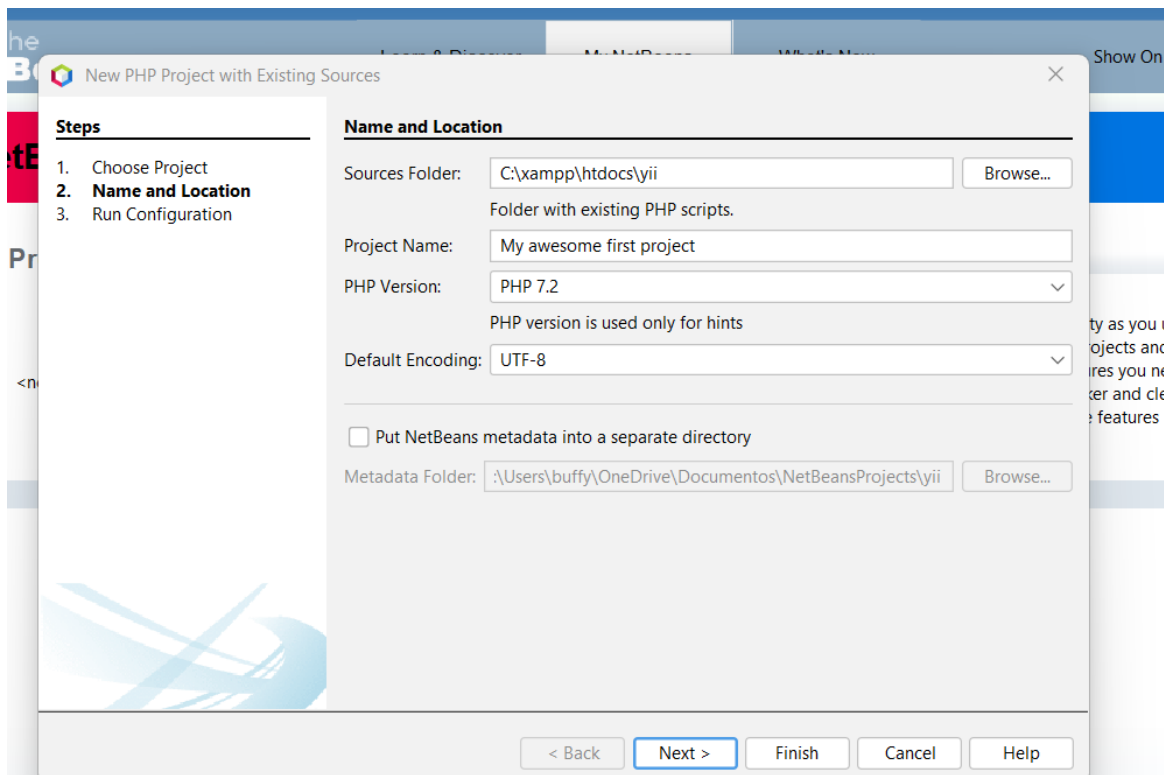 he
Show On
New PHP Project with Existing Sources
Steps
1. Choose Project
2. Name and Location
3. Run Configuration
Name and Location
Sources Folder: C:\xampp\htdocs\yii Browse...
Folder with existing PHP scripts.
Project Name: My awesome first project
PHP Version: PHP 7.2
PHP version is used only for hints
Default Encoding: UTF-8
Put NetBeans metadata into a separate directory
Metadata Folder: :\Users\buffy\OneDrive\Documentos\NetBeansProjects\yii Browse...
< Back Next > Finish Cancel Help
Pr
<n
ty as you
ojects and
res you ne
ker and cle
features